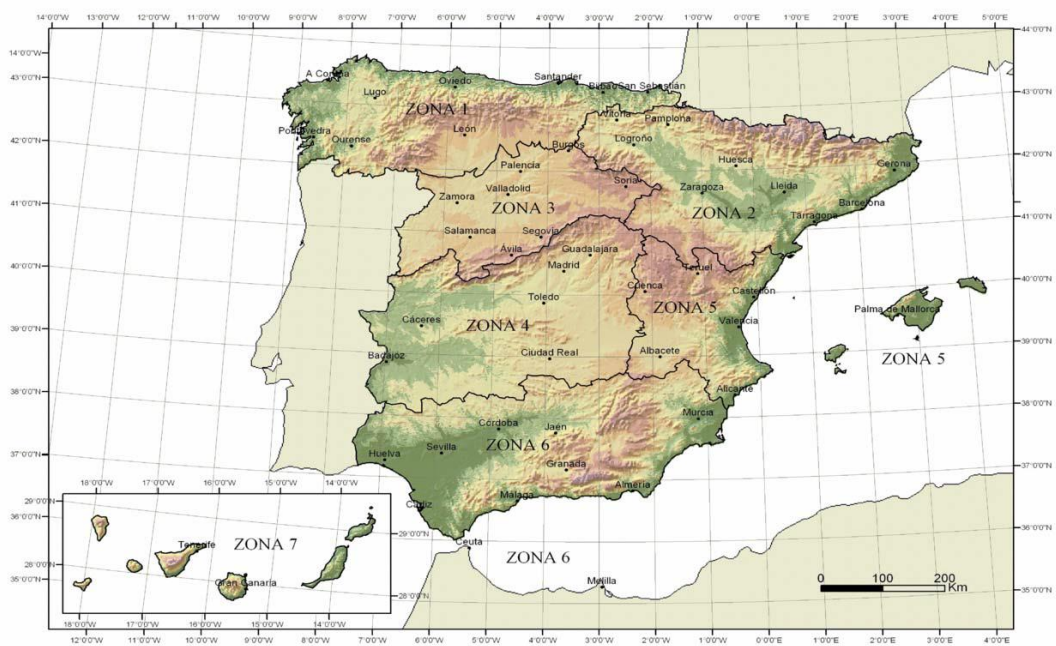 14°0'0"W 13°0'0"W 12°0'0"W 11°0'0"W 10°0'0"W 9°0'0"W 8°0'0"W 7°0'0"W 6°0'0"W 5°0'0"W 4°0'0"W 3°0'0"W 2°0'0"W 1°0'0"W 0°0'0" 1°0'0"E 2°0'0"E 3°0'0"E 4°0'0"E 5°0'0"E
14°0'0"W
44°0'0"N
43°0'0"N
43°0'0"N
A Coruña
Lugo
Oviedo
Santander
Bilbao
San Sebastián
ZONA 1
Vitoria
Pamplona
Pontevedra
Ourense
León
Burgos
Logroño
42°0'0"N
42°0'0"N
Palencia
Huesca
Gerona
Zamora
Valladolid
Soria
Zaragoza
Lleida
Barcelona
41°0'0"N
ZONA 3
ZONA 2
Tarragona
41°0'0"N
Salamanca
Segovia
Ávila
Guadalajara
Madrid
Teruel
40°0'0"N
40°0'0"N
Cuenca
Castellón
Toledo
ZONA 5
Palma de Mallorca
Cáceres
ZONA 4
Valencia
39°0'0"N
39°0'0"N
Badajoz
Ciudad Real
Albacete
ZONA 5
38°0'0"N
38°0'0"N
Alicante
Murcia
Córdoba
Jaén
Huelva
Sevilla
ZONA 6
37°0'0"N
37°0'0"N
Granada
Almería
Málaga
Cádiz
18°0'0"W 17°0'0"W 16°0'0"W 15°0'0"W 14°0'0"W 13°0'0"W
29°0'0"N
36°0'0"N
29°0'0"N
36°0'0"N
Tenerife
ZONA 7
Ceuta
ZONA 6
Melilla
28°0'0"N
35°0'0"N
Gran Canaria
28°0'0"N
35°0'0"N
0 100 200
Km
18°0'0"W 17°0'0"W 16°0'0"W 15°0'0"W 14°0'0"W
12°0'0"W 11°0'0"W 10°0'0"W 9°0'0"W 8°0'0"W 7°0'0"W 6°0'0"W 5°0'0"W 4°0'0"W 3°0'0"W 2°0'0"W 1°0'0"W 0°0'0" 1°0'0"E 2°0'0"E 3°0'0"E 4°0'0"E